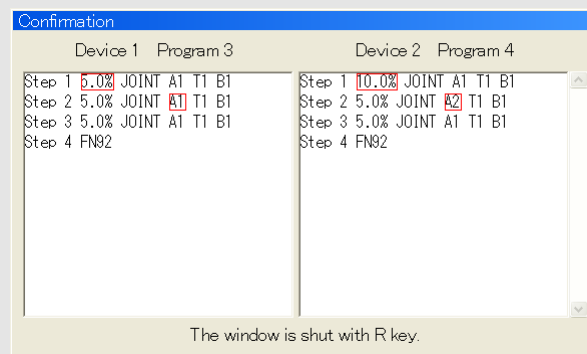 Confirmation
Device 1 Program 3
Step 1 5.0% JOINT A1 T1 B1
Step 2 5.0% JOINT A1 T1 B1
Step 3 5.0% JOINT A1 T1 B1
Step 4 FN92
Device 2 Program 4
Step 1 10.0% JOINT A1 T1 B1
Step 2 5.0% JOINT A2 T1 B1
Step 3 5.0% JOINT A1 T1 B1
Step 4 FN92
The window is shut with R key.